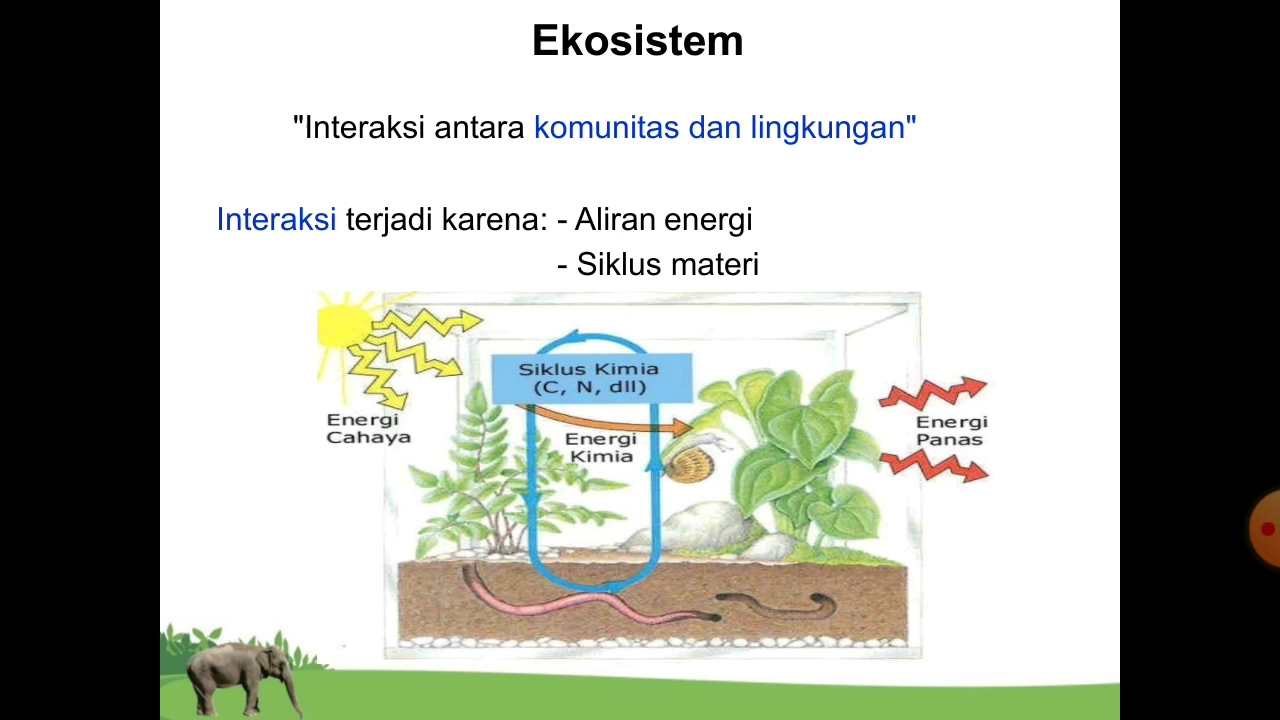 Ekosistem
"Interaksi antara komunitas dan lingkungan"
Interaksi terjadi karena: - Aliran energi
- Siklus materi
Siklus Kimia
(C, N, dll)
Energi
Cahaya
Energi
Kimia
Energi
Panas